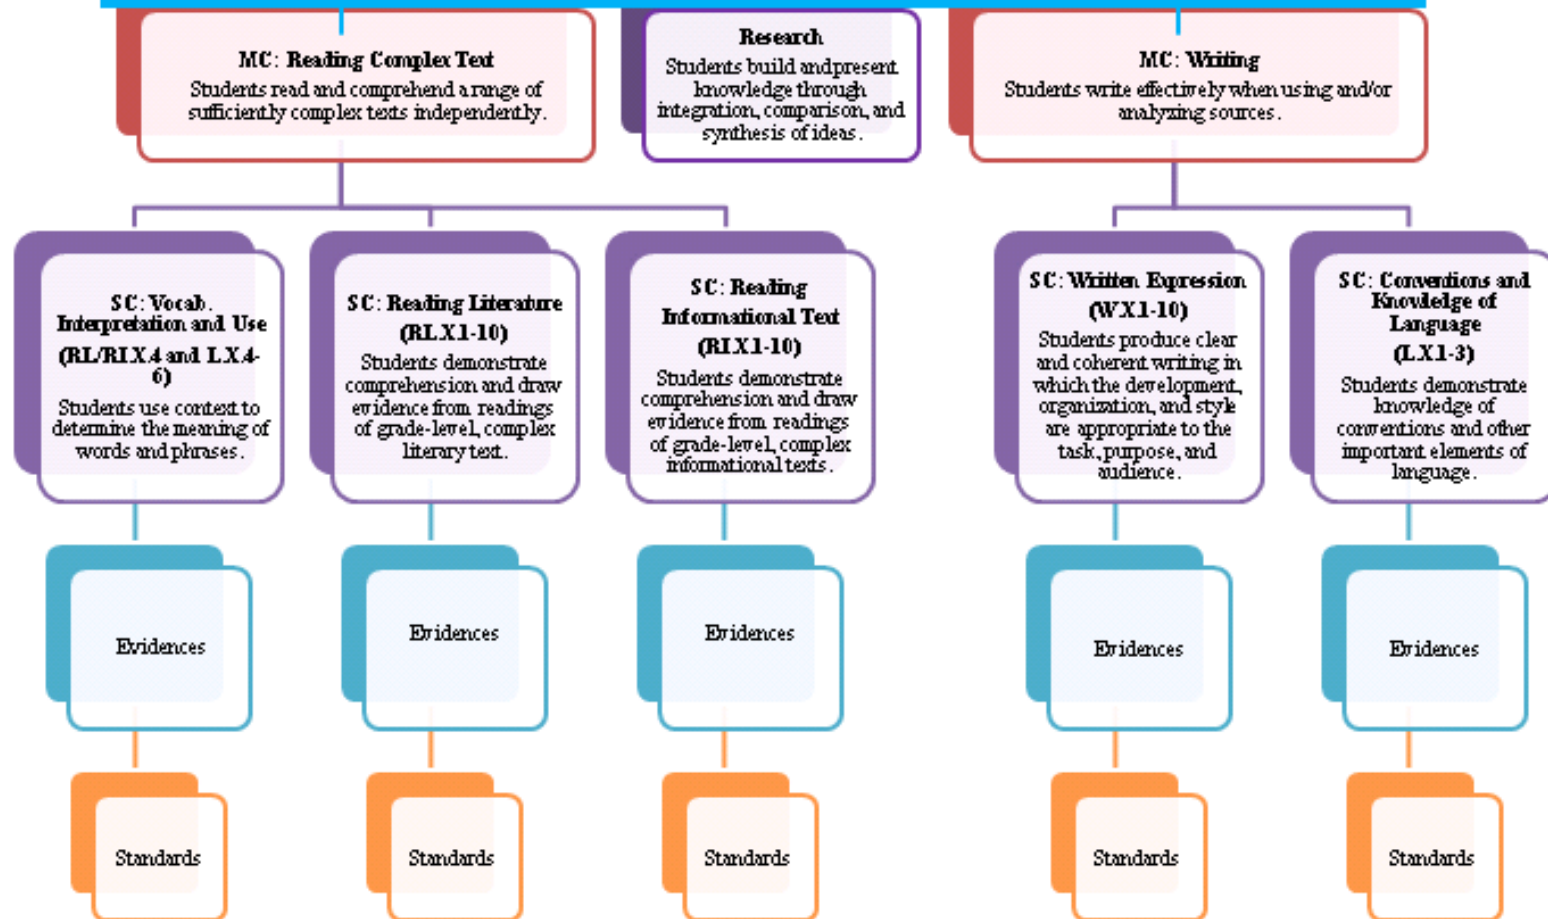 MC: Reading Complex Text
Students read and comprehend a range of
sufficiently complex texts independently.
Research
Students build and present
knowledge through
integration, comparison, and
synthesis of ideas.
MC: Writing
Students write effectively when using and/or
analyzing sources.
SC: Vocab.
Interpretation and Use
(RL/RI.X.4 and L.X.4-
6)
Students use context to
determine the meaning of
words and phrases.
SC: Reading Literature
(RL.X.1-10)
Students demonstrate
comprehension and draw
evidence from readings
of grade-level, complex
literary text.
SC: Reading
Informational Text
(RI.X.1-10)
Students demonstrate
comprehension and draw
evidence from readings
of grade-level, complex
informational texts.
SC: Written Expression
(W.X.1-10)
Students produce clear
and coherent writing in
which the development,
organization, and style
are appropriate to the
task, purpose, and
audience.
SC: Conventions and
Knowledge of
Language
(L.X.1-3)
Students demonstrate
knowledge of
conventions and other
important elements of
language.
Evidences
Evidences
Evidences
Evidences
Evidences
Standards
Standards
Standards
Standards
Standards